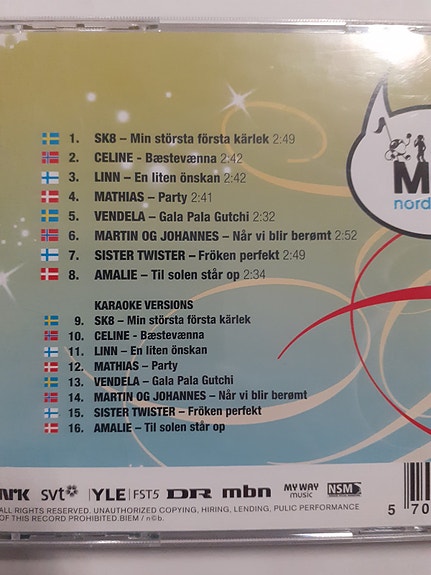 1. SK8 – Min största första kärlek 2:49
2. CELINE - Bæstevænna 2:42
3. LINN – En liten önskan 2:42
4. MATHIAS – Party 2:41
5. VENDELA – Gala Pala Gutchi 2:32
6. MARTIN OG JOHANNES – Når vi blir berømt 2:52
7. SISTER TWISTER – Fröken perfekt 2:49
8. AMALIE – Til solen står op 2:34
M
nord
KARAOKE VERSIONS
9. SK8 – Min största första kärlek
10. CELINE - Bæstevænna
11. LINN – En liten önskan
12. MATHIAS – Party
13. VENDELA – Gala Pala Gutchi
14. MARTIN OG JOHANNES – Når vi blir berømt
15. SISTER TWISTER – Fröken perfekt
16. AMALIE – Til solen står op
NRK svt YLE FST5 DR mbn MY WAY music NSM
ALL RIGHTS RESERVED. UNAUTHORIZED COPYING, HIRING, LENDING, PULIC PERFORMANCE
OF THIS RECORD PROHIBITED.BIEM / n©b.
5 70